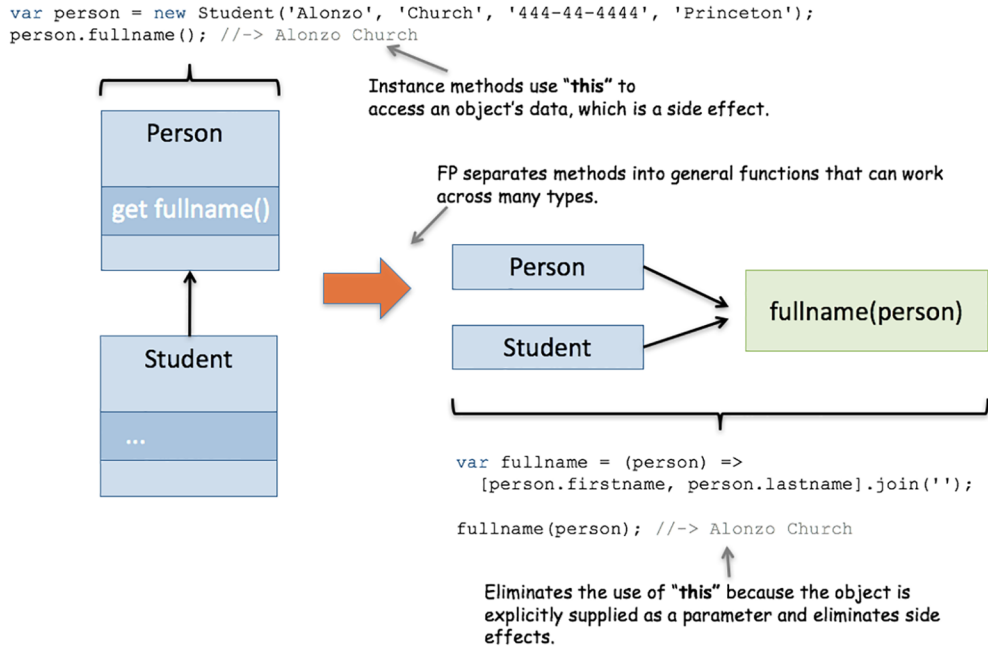 var person = new Student('Alonzo', 'Church', '444-44-4444', 'Princeton');
person.fullname(); //-> Alonzo Church
Instance methods use “this” to
access an object’s data, which is a side effect.
Person
get fullname()
Student
...
FP separates methods into general functions that can work
across many types.
Person
Student
fullname(person)
var fullname = (person) =>
[person.firstname, person.lastname].join('');
fullname(person); //-> Alonzo Church
Eliminates the use of “this” because the object is
explicitly supplied as a parameter and eliminates side
effects.